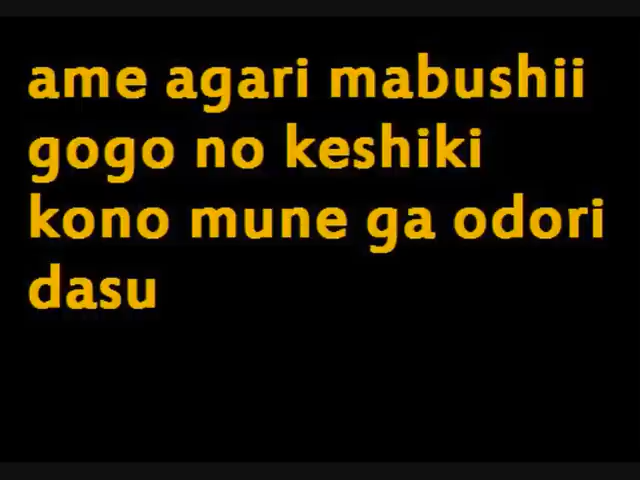 ame agari mabushii
gogo no keshiki
kono mune ga odori
dasu